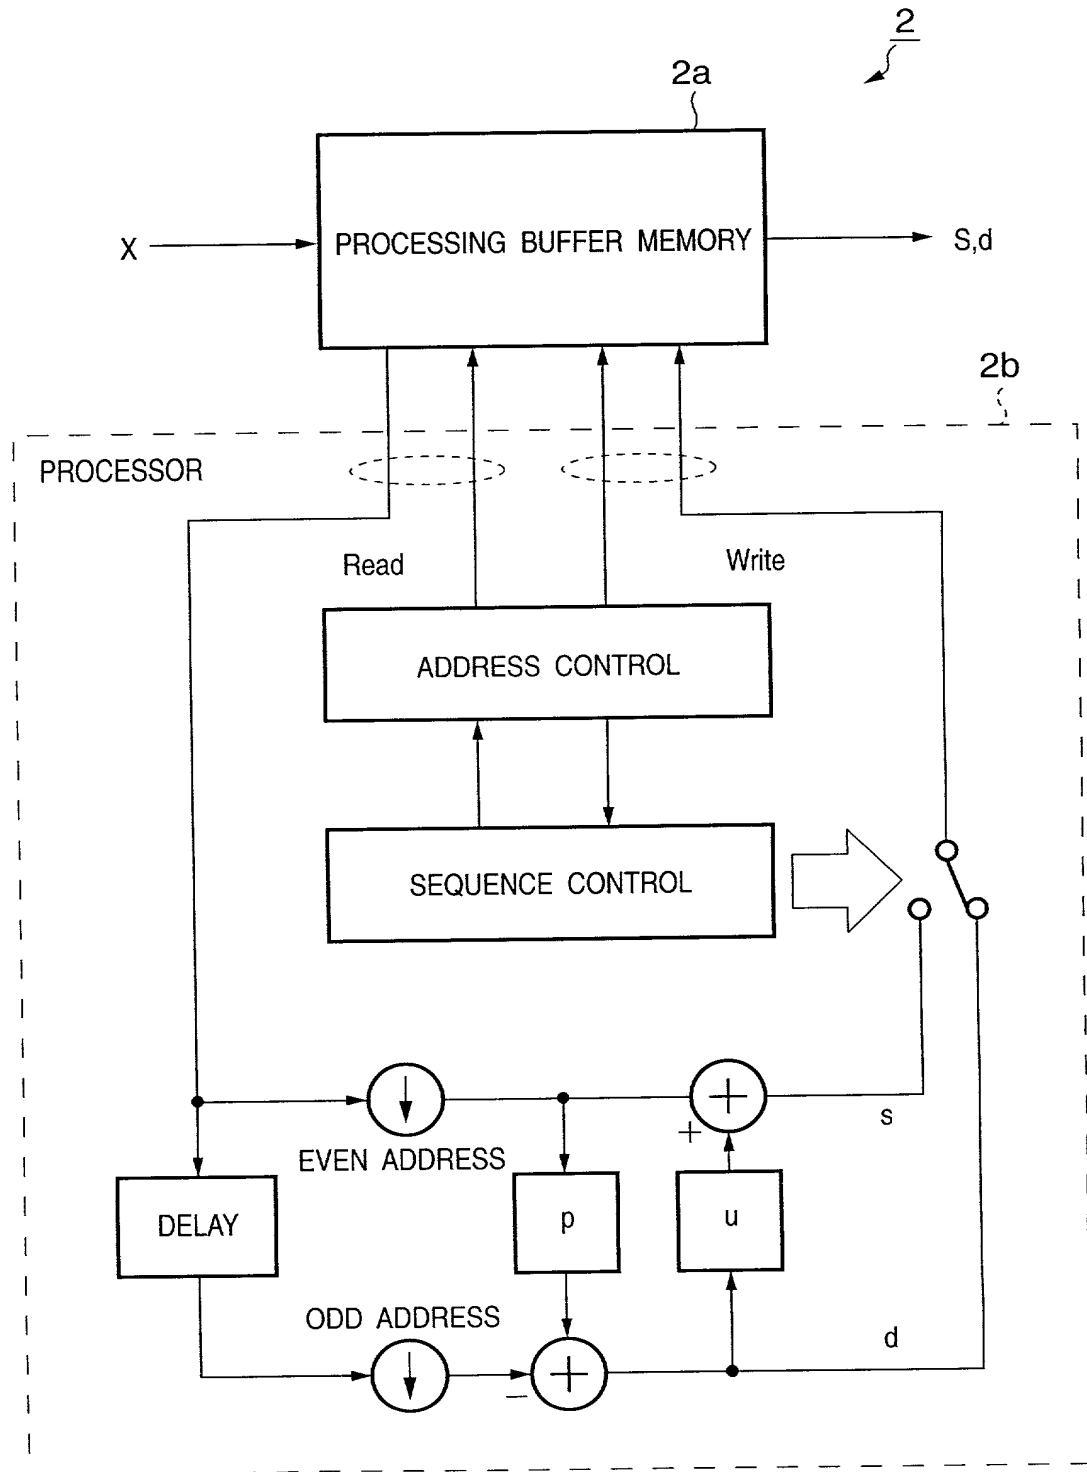 2
2a
X
PROCESSING BUFFER MEMORY
S,d
2b
PROCESSOR
Read
Write
ADDRESS CONTROL
SEQUENCE CONTROL
+
+
s
EVEN ADDRESS
DELAY
p
u
ODD ADDRESS
d
+
−